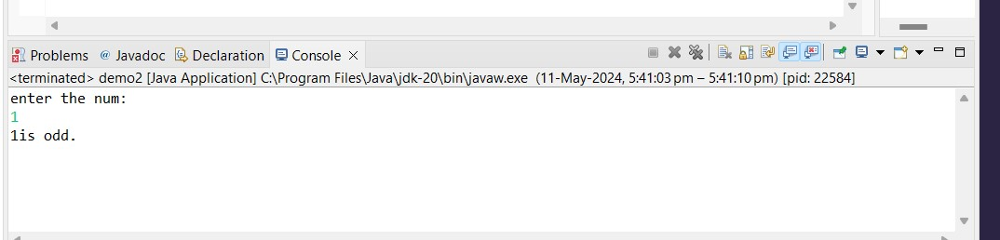 Problems @ Javadoc Declaration Console
<terminated> demo2 [Java Application] C:\Program Files\Java\jdk-20\bin\javaw.exe (11-May-2024, 5:41:03 pm – 5:41:10 pm) [pid: 22584]
enter the num:
1
1is odd.